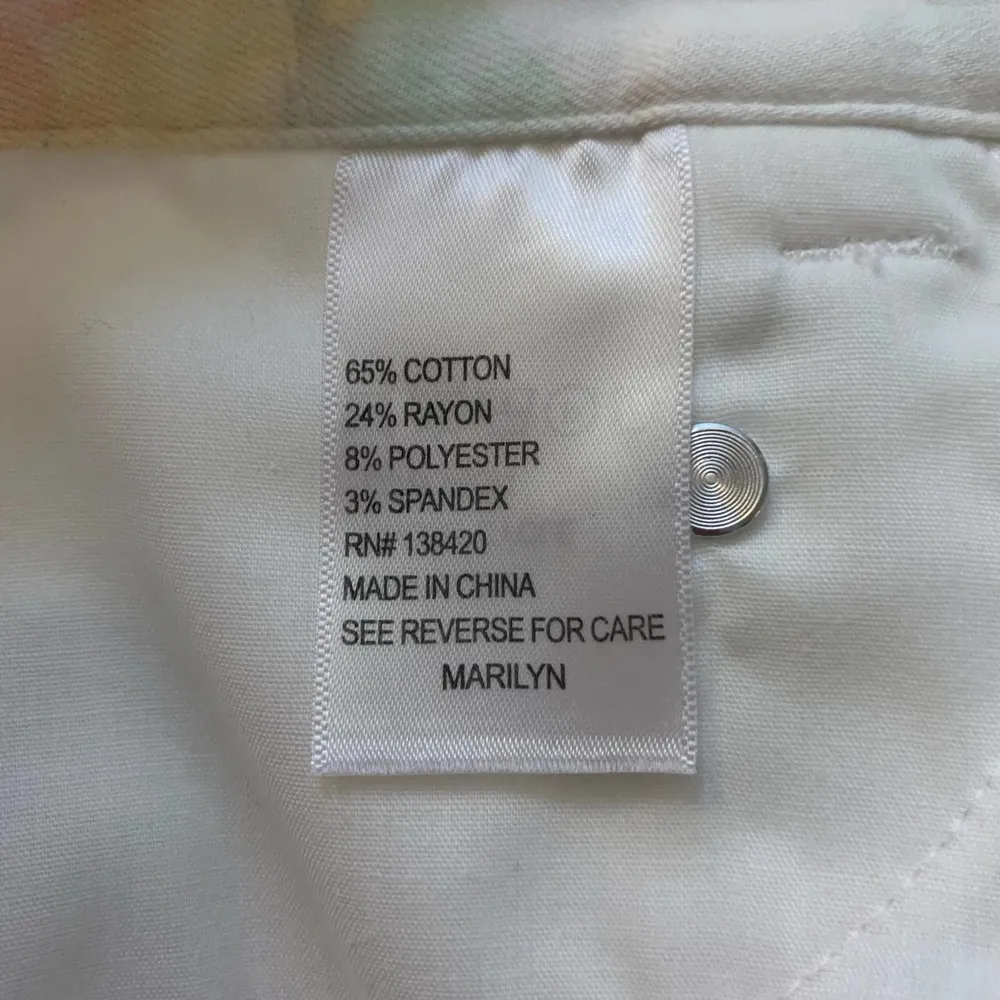 65% COTTON
24% RAYON
8% POLYESTER
3% SPANDEX
RN# 138420
MADE IN CHINA
SEE REVERSE FOR CARE
MARILYN